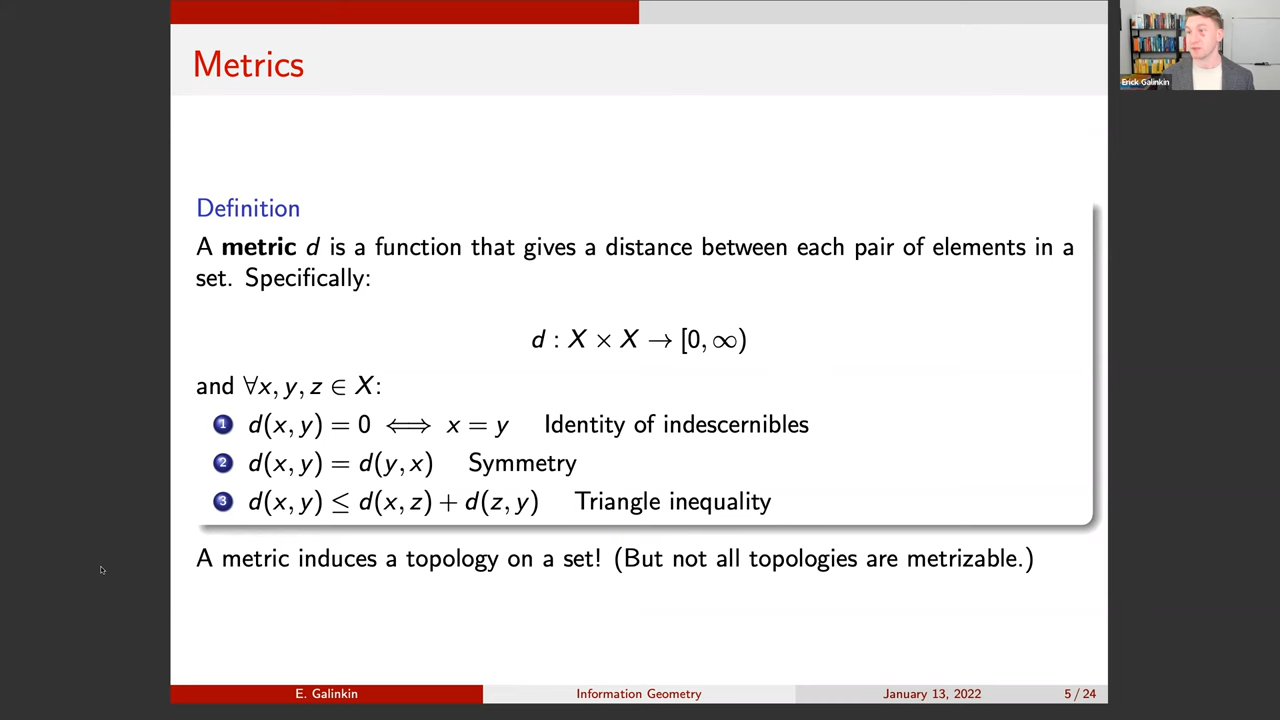 Metrics
Erick Galinkin
Definition
A metric d is a function that gives a distance between each pair of elements in a
set. Specifically:
d : X × X → [0, ∞)
and ∀x, y, z ∈ X:
1 d(x, y) = 0 ⟺ x = y Identity of indescernibles
2 d(x, y) = d(y, x) Symmetry
3 d(x, y) ≤ d(x, z) + d(z, y) Triangle inequality
A metric induces a topology on a set! (But not all topologies are metrizable.)
E. Galinkin Information Geometry January 13, 2022 5 / 24